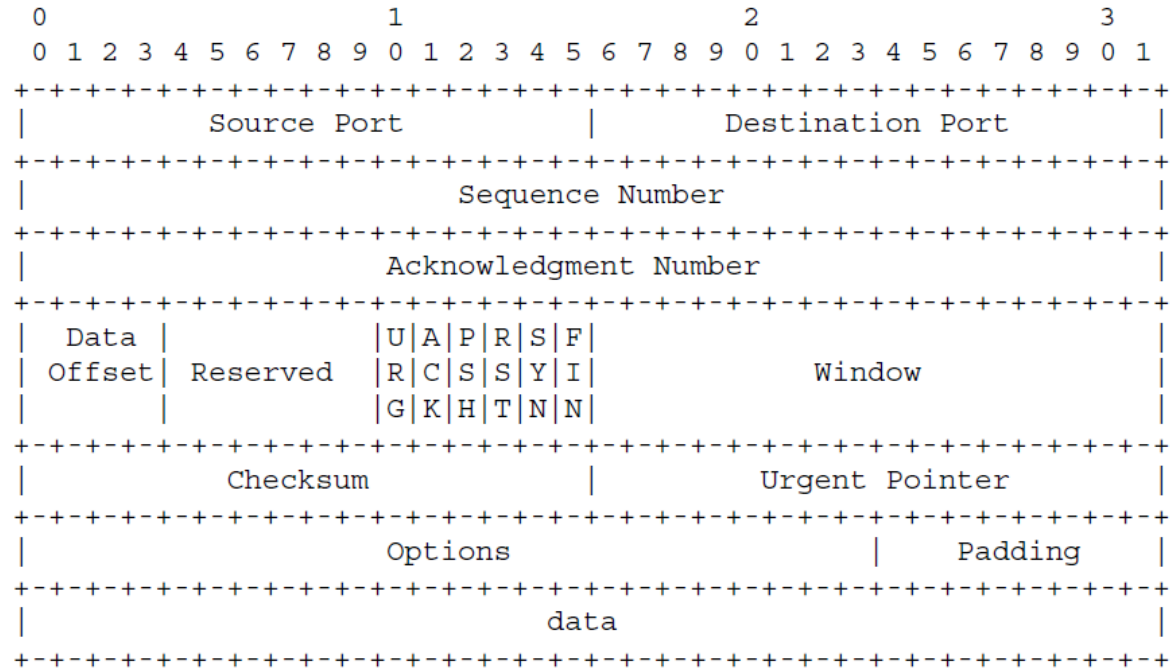 0                   1                   2                   3
 0 1 2 3 4 5 6 7 8 9 0 1 2 3 4 5 6 7 8 9 0 1 2 3 4 5 6 7 8 9 0 1
+-+-+-+-+-+-+-+-+-+-+-+-+-+-+-+-+-+-+-+-+-+-+-+-+-+-+-+-+-+-+-+-+
|          Source Port          |       Destination Port        |
+-+-+-+-+-+-+-+-+-+-+-+-+-+-+-+-+-+-+-+-+-+-+-+-+-+-+-+-+-+-+-+-+
|                        Sequence Number                        |
+-+-+-+-+-+-+-+-+-+-+-+-+-+-+-+-+-+-+-+-+-+-+-+-+-+-+-+-+-+-+-+-+
|                    Acknowledgment Number                      |
+-+-+-+-+-+-+-+-+-+-+-+-+-+-+-+-+-+-+-+-+-+-+-+-+-+-+-+-+-+-+-+-+
|  Data |           |U|A|P|R|S|F|                               |
| Offset| Reserved  |R|C|S|S|Y|I|            Window             |
|       |           |G|K|H|T|N|N|                               |
+-+-+-+-+-+-+-+-+-+-+-+-+-+-+-+-+-+-+-+-+-+-+-+-+-+-+-+-+-+-+-+-+
|           Checksum            |         Urgent Pointer        |
+-+-+-+-+-+-+-+-+-+-+-+-+-+-+-+-+-+-+-+-+-+-+-+-+-+-+-+-+-+-+-+-+
|                    Options                    |    Padding    |
+-+-+-+-+-+-+-+-+-+-+-+-+-+-+-+-+-+-+-+-+-+-+-+-+-+-+-+-+-+-+-+-+
|                             data                              |
+-+-+-+-+-+-+-+-+-+-+-+-+-+-+-+-+-+-+-+-+-+-+-+-+-+-+-+-+-+-+-+-+